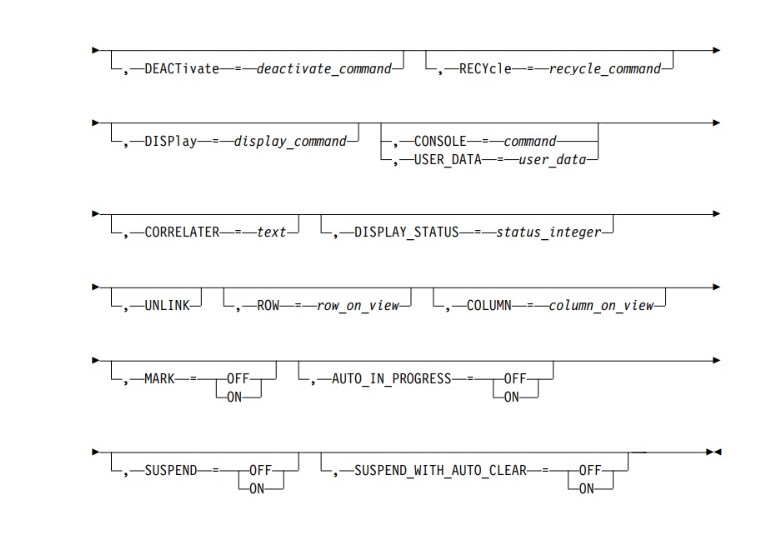 ,—DEACTivate—=—deactivate_command ,—RECYcle—=—recycle_command
,—DISPlay—=—display_command ,—CONSOLE—=—command
,—USER_DATA—=—user_data
,—CORRELATER—=—text ,—DISPLAY_STATUS—=—status_integer
,—UNLINK ,—ROW—=—row_on_view ,—COLUMN—=—column_on_view
,—MARK—=—OFF ,—AUTO_IN_PROGRESS—=—OFF
ON ON
,—SUSPEND—=—OFF ,—SUSPEND_WITH_AUTO_CLEAR—=—OFF
ON ON